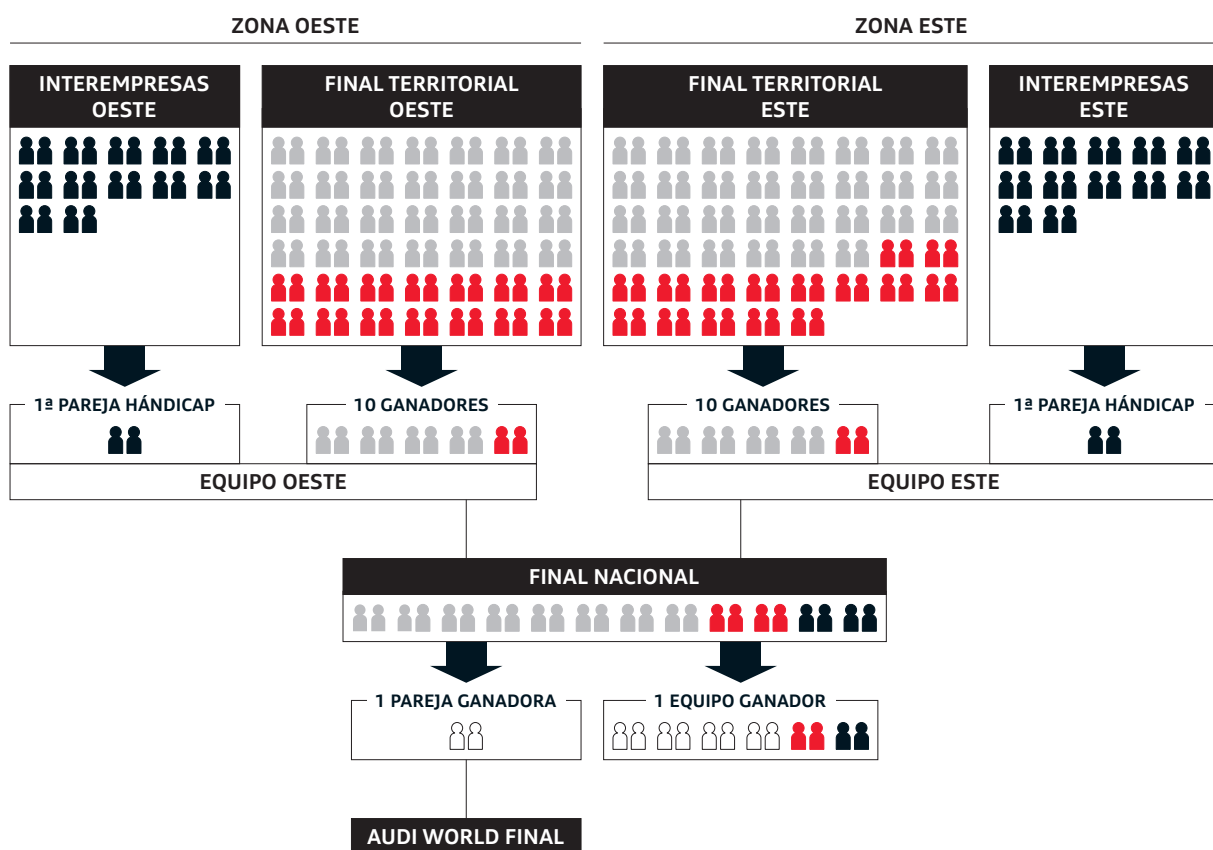 ZONA OESTE
ZONA ESTE
INTEREMPRESAS
OESTE
FINAL TERRITORIAL
OESTE
FINAL TERRITORIAL
ESTE
INTEREMPRESAS
ESTE
1ª PAREJA HÁNDICAP
10 GANADORES
10 GANADORES
1ª PAREJA HÁNDICAP
EQUIPO OESTE
EQUIPO ESTE
FINAL NACIONAL
1 PAREJA GANADORA
1 EQUIPO GANADOR
AUDI WORLD FINAL